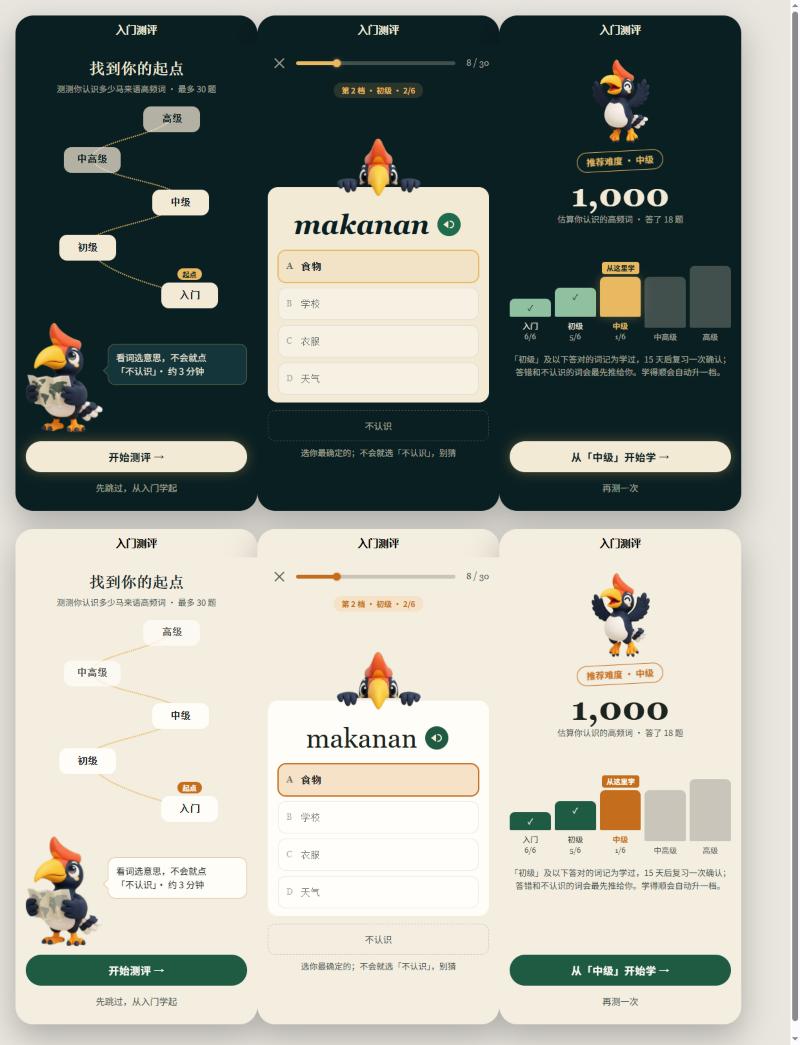 入门测评
找到你的起点
测测你认识多少马来语高频词 · 最多 30 题
高级
中高级
中级
初级
起点
入门
看词选意思，不会就点
「不认识」· 约 3 分钟
开始测评 →
先跳过，从入门学起
入门测评
8 / 30
第 2 档 · 初级 · 2/6
makanan
A 食物
B 学校
C 衣服
D 天气
不认识
选你最确定的；不会就选「不认识」，别猜
入门测评
推荐难度 · 中级
1,000
估算你认识的高频词 · 答了 18 题
从这里学
✓ ✓
入门 初级 中级 中高级 高级
6/6 5/6 1/6
「初级」及以下答对的词记为学过，15 天后复习一次确认；
答错和不认识的词会最先推给你。学得顺会自动升一档。
从「中级」开始学 →
再测一次
入门测评
找到你的起点
测测你认识多少马来语高频词 · 最多 30 题
高级
中高级
中级
初级
起点
入门
看词选意思，不会就点
「不认识」· 约 3 分钟
开始测评 →
先跳过，从入门学起
入门测评
8 / 30
第 2 档 · 初级 · 2/6
makanan
A 食物
B 学校
C 衣服
D 天气
不认识
选你最确定的；不会就选「不认识」，别猜
入门测评
推荐难度 · 中级
1,000
估算你认识的高频词 · 答了 18 题
从这里学
✓ ✓
入门 初级 中级 中高级 高级
6/6 5/6 1/6
「初级」及以下答对的词记为学过，15 天后复习一次确认；
答错和不认识的词会最先推给你。学得顺会自动升一档。
从「中级」开始学 →
再测一次